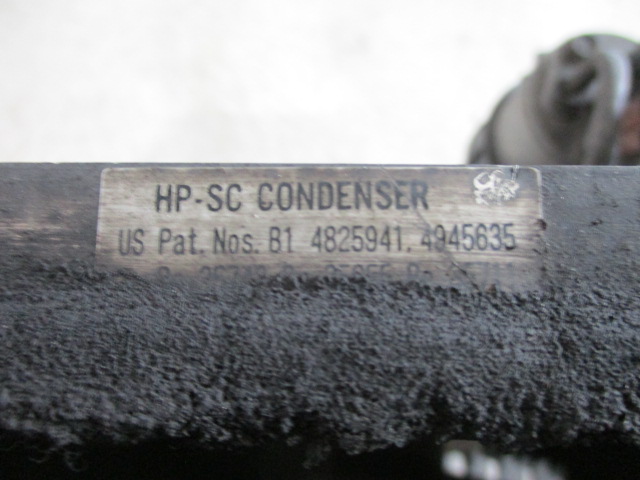 HP-SC CONDENSER
US Pat. Nos. B1 4825941, 4945635